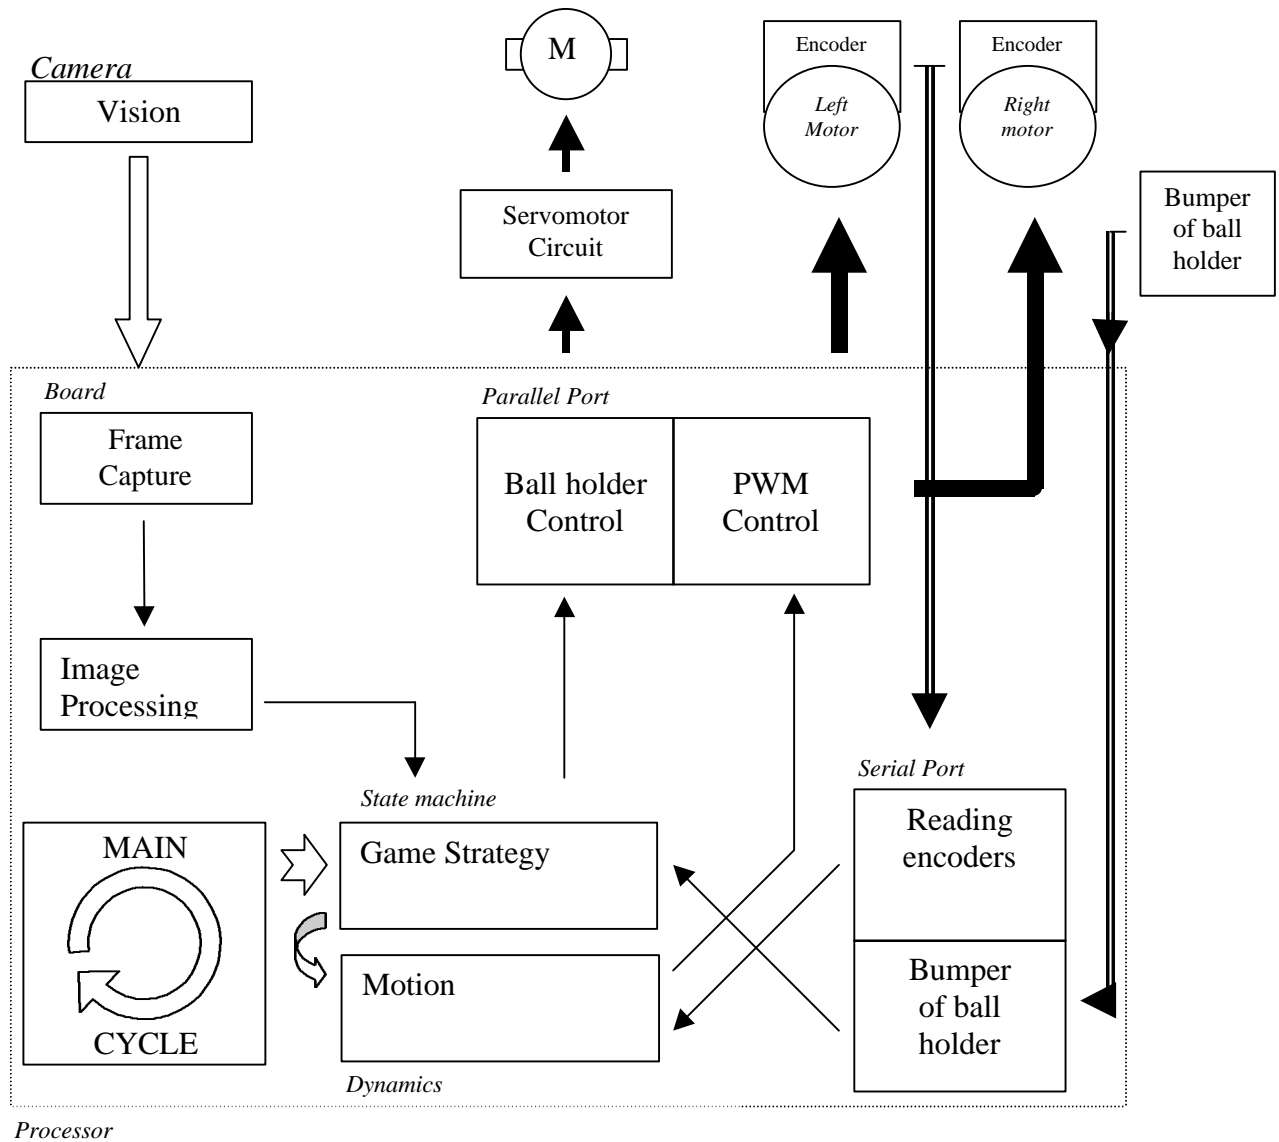 Camera
Vision
M
Encoder
Left
Motor
Encoder
Right
motor
Servomotor
Circuit
Bumper
of ball
holder
Board
Frame
Capture
Parallel Port
Ball holder
Control
PWM
Control
Image
Processing
State machine
Game Strategy
Serial Port
Reading
encoders
MAIN
CYCLE
Motion
Dynamics
Bumper
of ball
holder
Processor